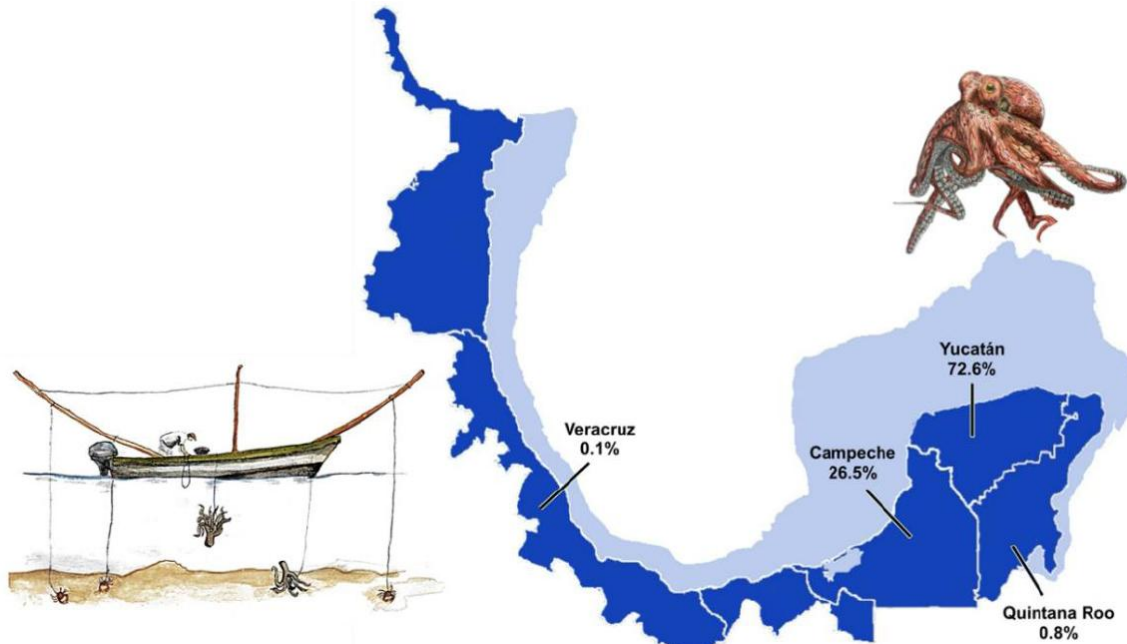 Yucatán
72.6%
Veracruz
0.1%
Campeche
26.5%
Quintana Roo
0.8%